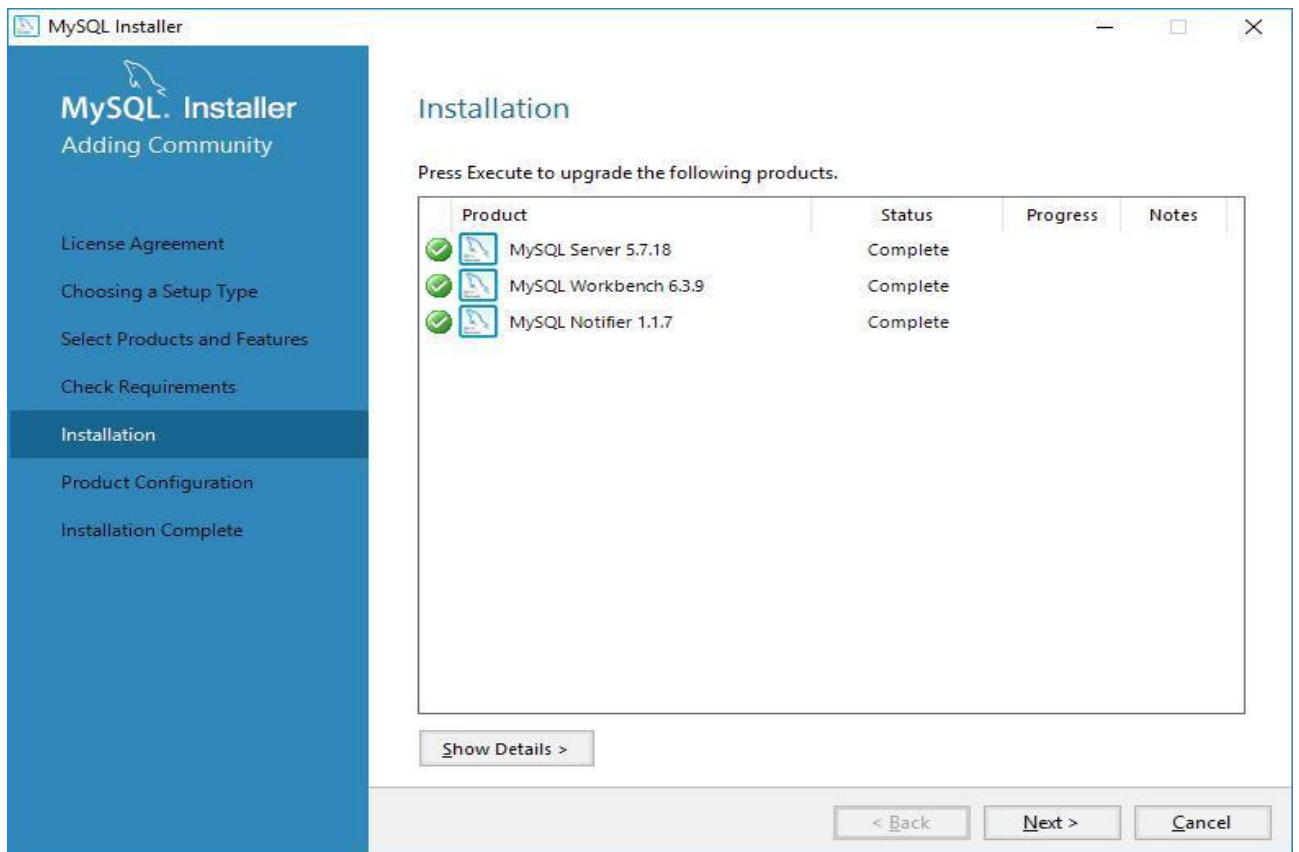 MySQL Installer
MySQL. Installer
Adding Community
License Agreement
Choosing a Setup Type
Select Products and Features
Check Requirements
Installation
Product Configuration
Installation Complete
Installation
Press Execute to upgrade the following products.
Product Status Progress Notes
MySQL Server 5.7.18 Complete
MySQL Workbench 6.3.9 Complete
MySQL Notifier 1.1.7 Complete
Show Details >
< Back Next > Cancel